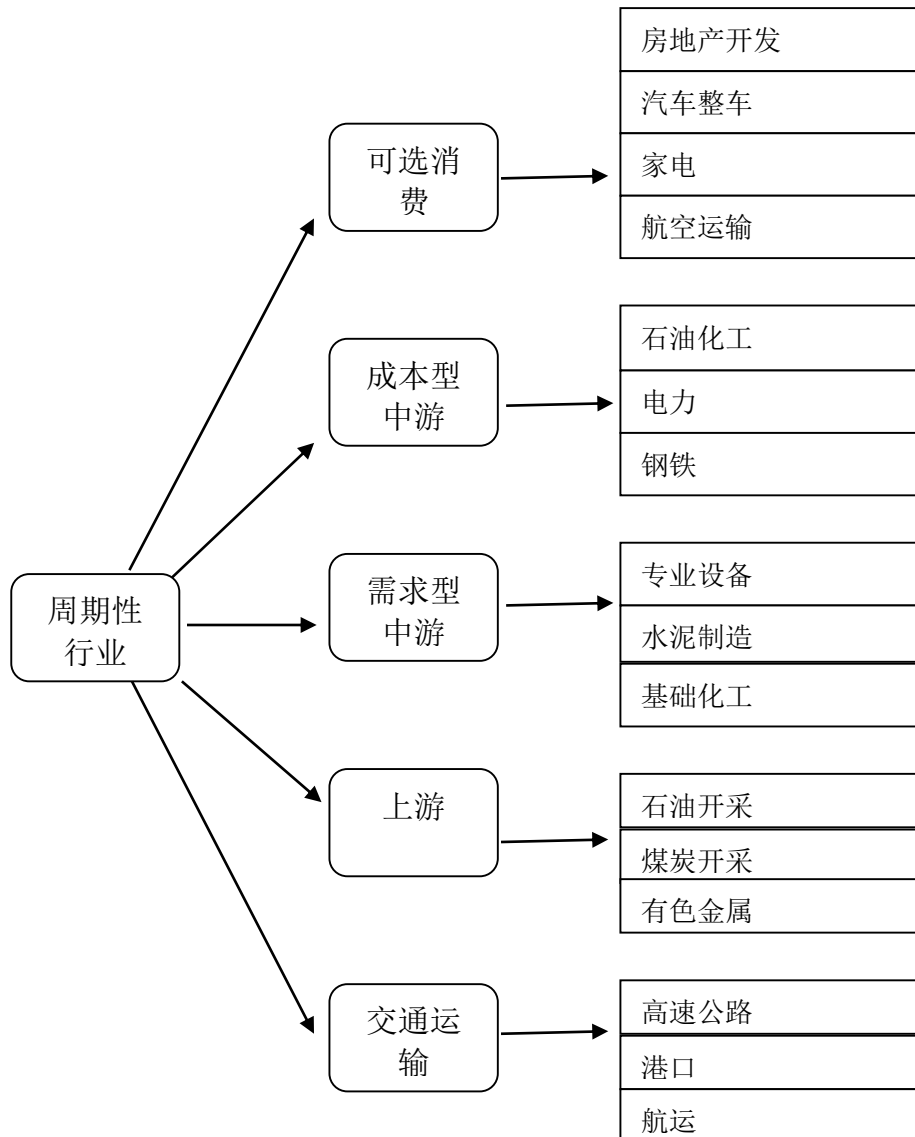 周期性
行业
可选消
费
房地产开发
汽车整车
家电
航空运输
成本型
中游
石油化工
电力
钢铁
需求型
中游
专业设备
水泥制造
基础化工
上游
石油开采
煤炭开采
有色金属
交通运
输
高速公路
港口
航运